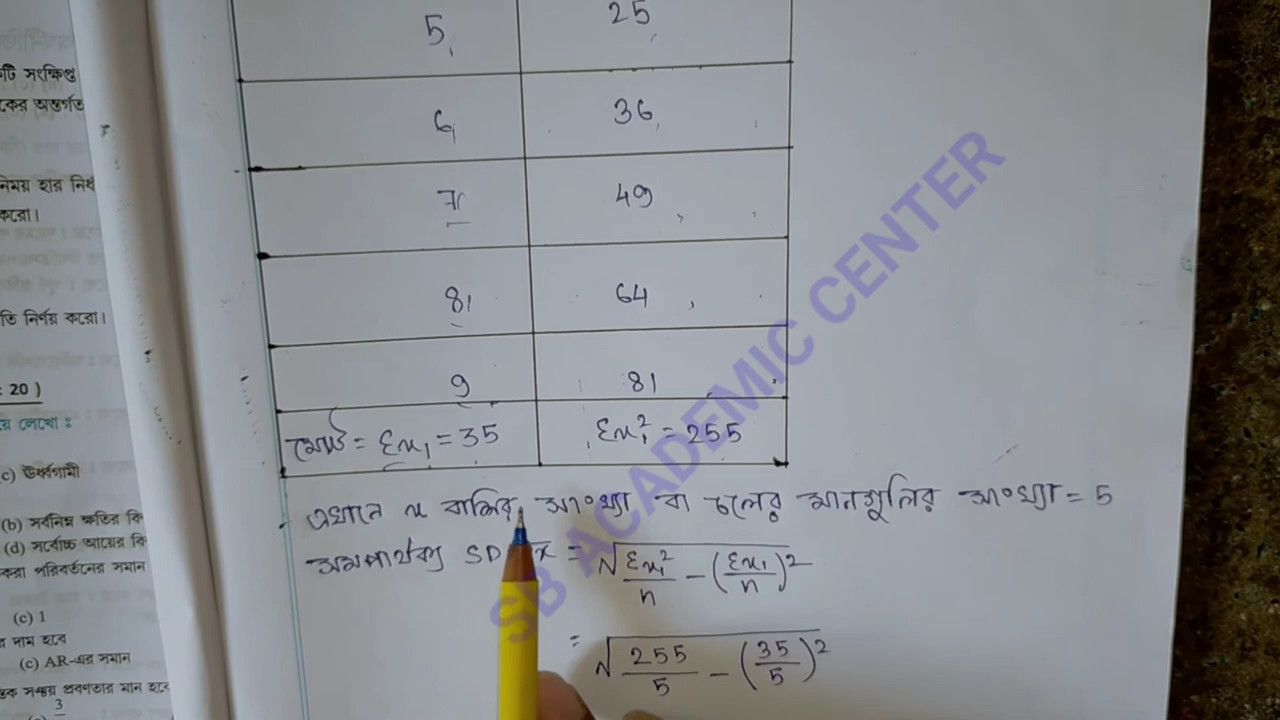 টি সংক্ষিপ্ত
কের অন্তর্গত
নিময় হার নির্ধ
করো।
তি নির্ণয় করো।
: 20 )
য়ে লেখো :
c) ঊর্ধ্বগামী
(b) সর্বনিম্ন ক্ষতির বি
(d) সর্বোচ্চ আয়ের বি
করা পরিবর্তনের সমান
(c) 1
র দাম হবে
(c) AR-এর সমান
ন্তিক সঞ্চয় প্রবণতার মান হবে
3
5 25
6 36
7 49
8 64
9 81
মোট = Σx₁ = 35 Σx₁² = 255
এখানে x রাশির সংখ্যা বা চলের মানগুলির সংখ্যা = 5
সমপার্থক্য SD x = √(Σx₁²/n − (Σx₁/n)²)
= √(255/5 − (35/5)²)
SB ACADEMIC CENTER